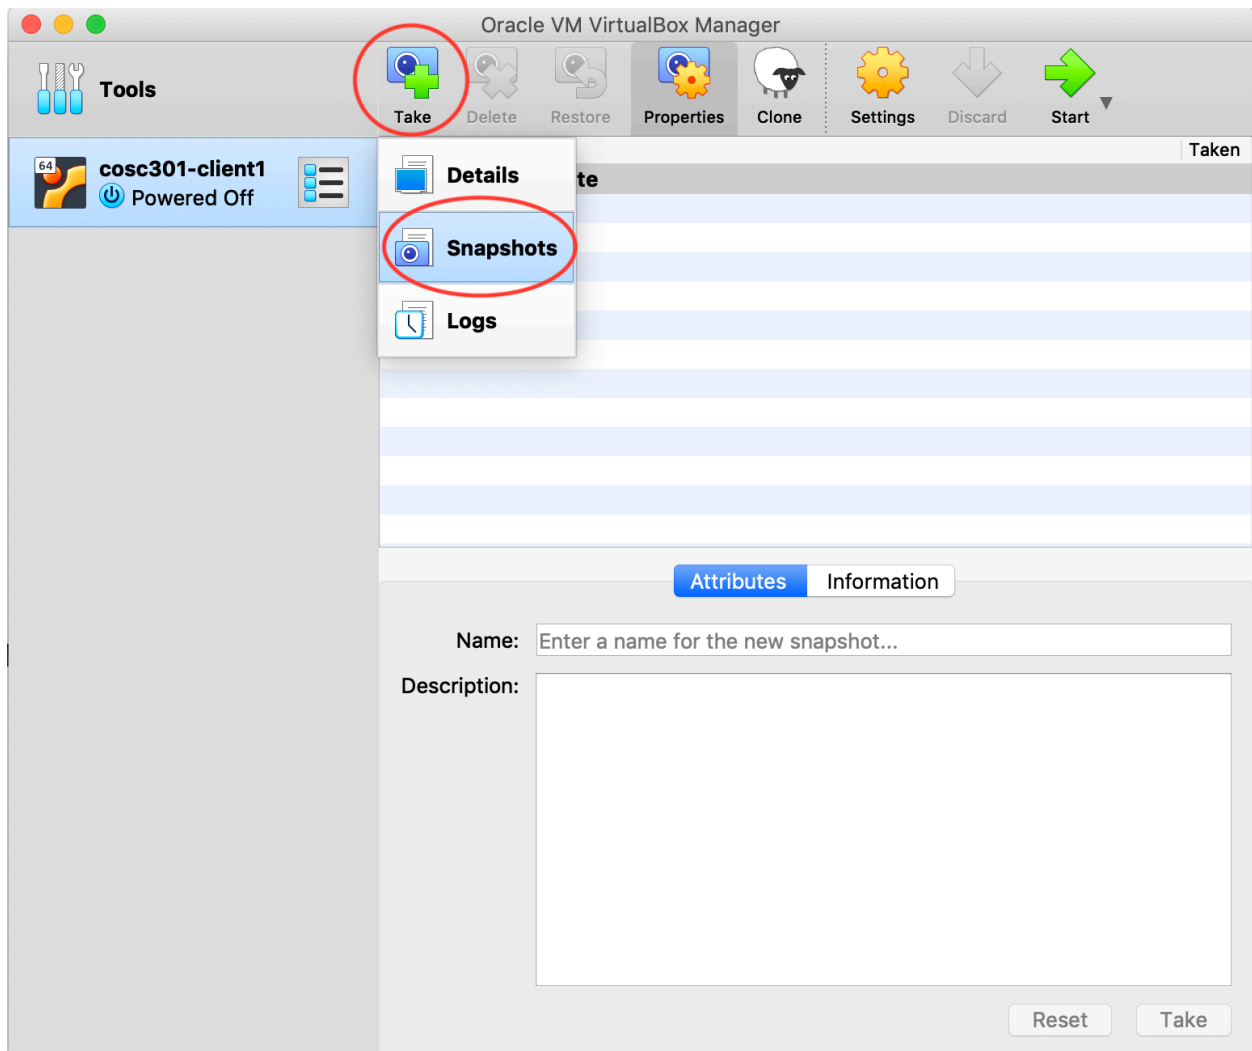 Oracle VM VirtualBox Manager
Tools
Take
Delete
Restore
Properties
Clone
Settings
Discard
Start
Taken
64
cosc301-client1
Powered Off
Details
te
Snapshots
Logs
Attributes
Information
Name:
Enter a name for the new snapshot...
Description:
Reset
Take